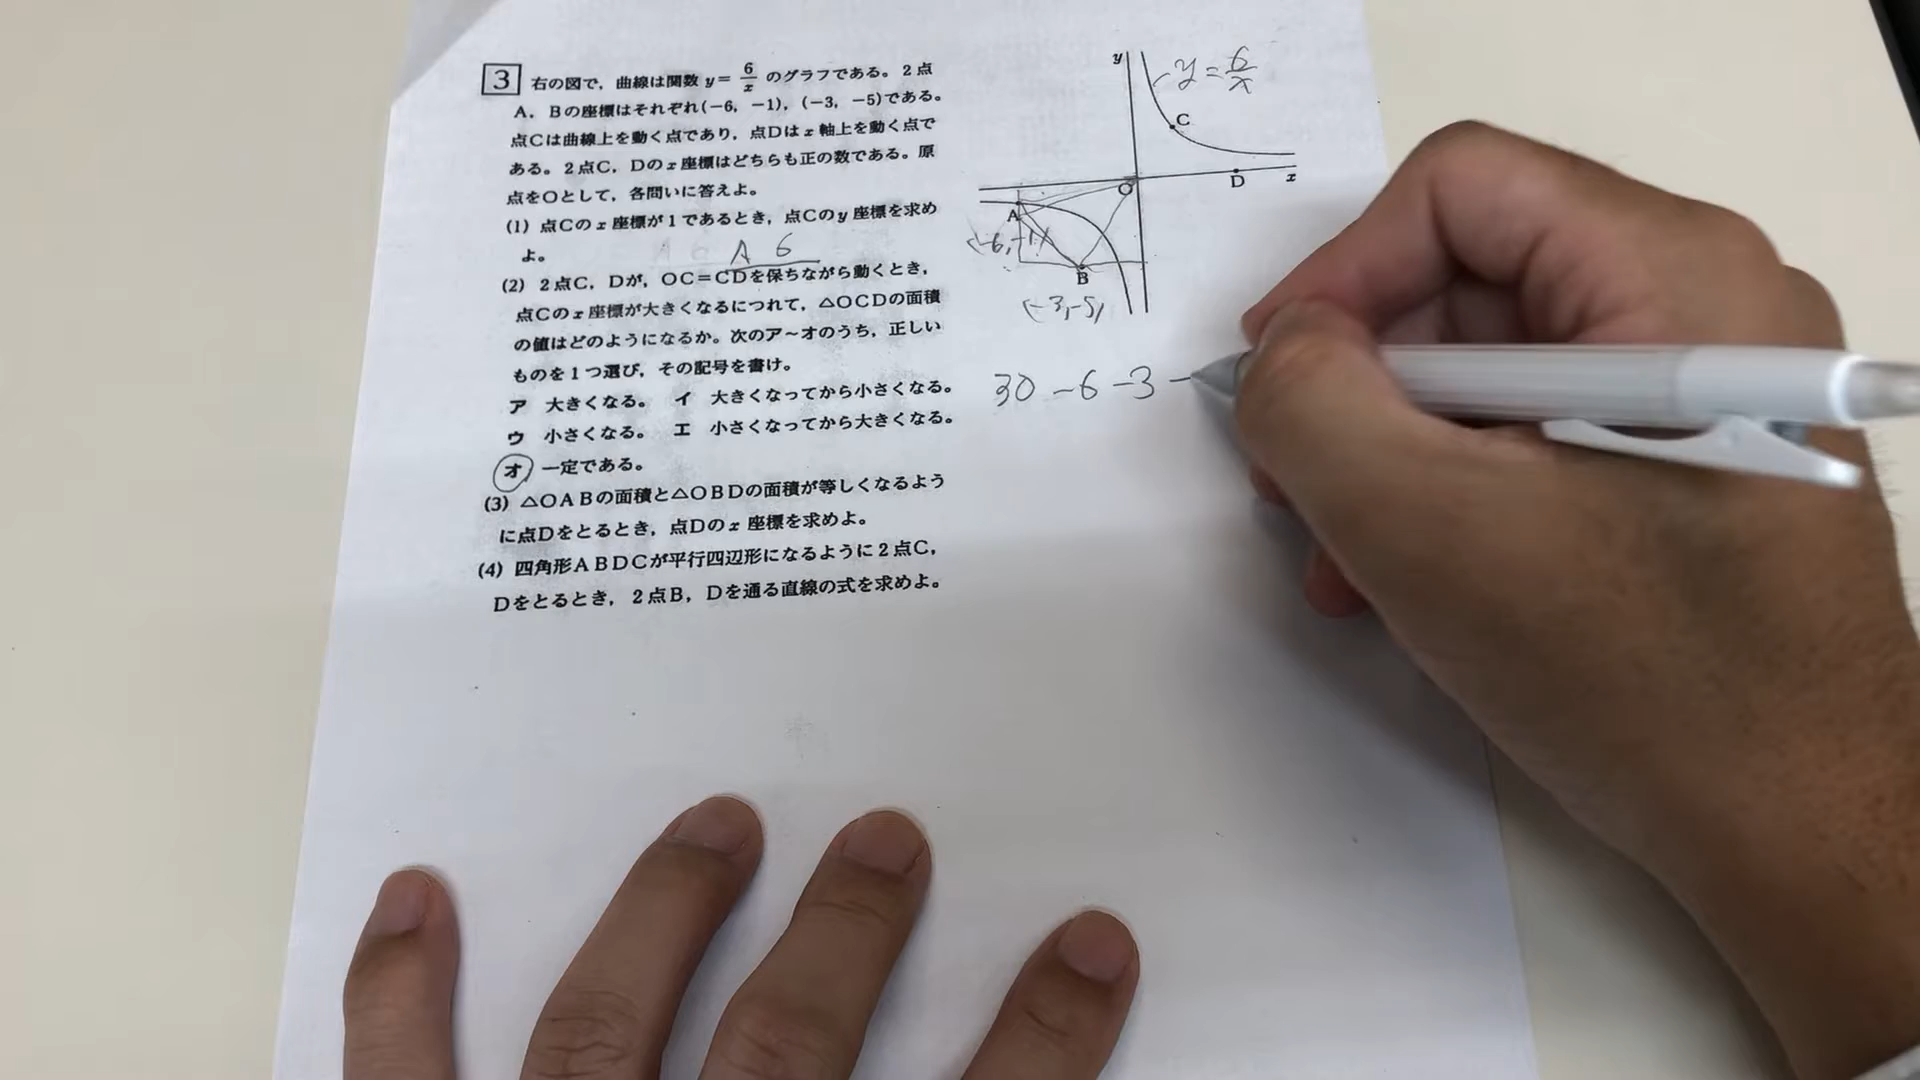 3 右の図で，曲線は関数 y＝6/x のグラフである。2点
A，Bの座標はそれぞれ(－6，－1)，(－3，－5)である。
点Cは曲線上を動く点であり，点Dはx軸上を動く点で
ある。2点C，Dのx座標はどちらも正の数である。原
点をOとして，各問いに答えよ。
(1) 点Cのx座標が1であるとき，点Cのy座標を求め
よ。
A 6
(2) 2点C，Dが，OC＝CDを保ちながら動くとき，
点Cのx座標が大きくなるにつれて，△OCDの面積
の値はどのようになるか。次のア～オのうち，正しい
ものを1つ選び，その記号を書け。
ア 大きくなる。 イ 大きくなってから小さくなる。
ウ 小さくなる。 エ 小さくなってから大きくなる。
オ 一定である。
(3) △OABの面積と△OBDの面積が等しくなるよう
に点Dをとるとき，点Dのx座標を求めよ。
(4) 四角形ABDCが平行四辺形になるように2点C，
Dをとるとき，2点B，Dを通る直線の式を求めよ。
y
y=6/x
C
O
D
x
A
(-6,-1)
B
(-3,-5)
30 -6 -3 -